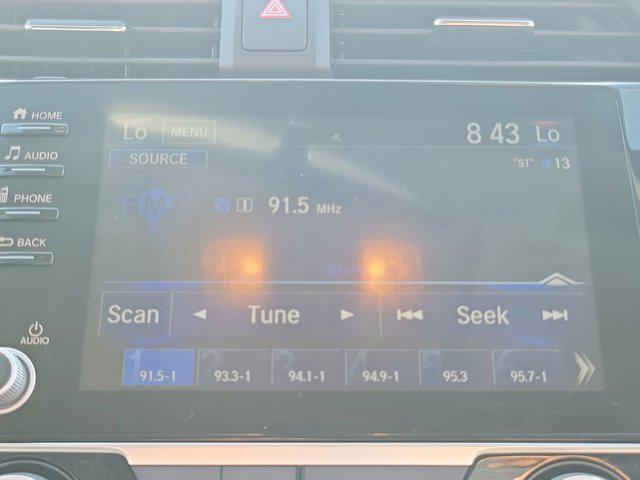 HOME
AUDIO
PHONE
BACK
AUDIO
Lo MENU 8 43 Lo
SOURCE "ST" 13
FM 1 91.5 MHz
Scan Tune Seek
1 2 3 4 5 6
91.5-1 93.3-1 94.1-1 94.9-1 95.3 95.7-1